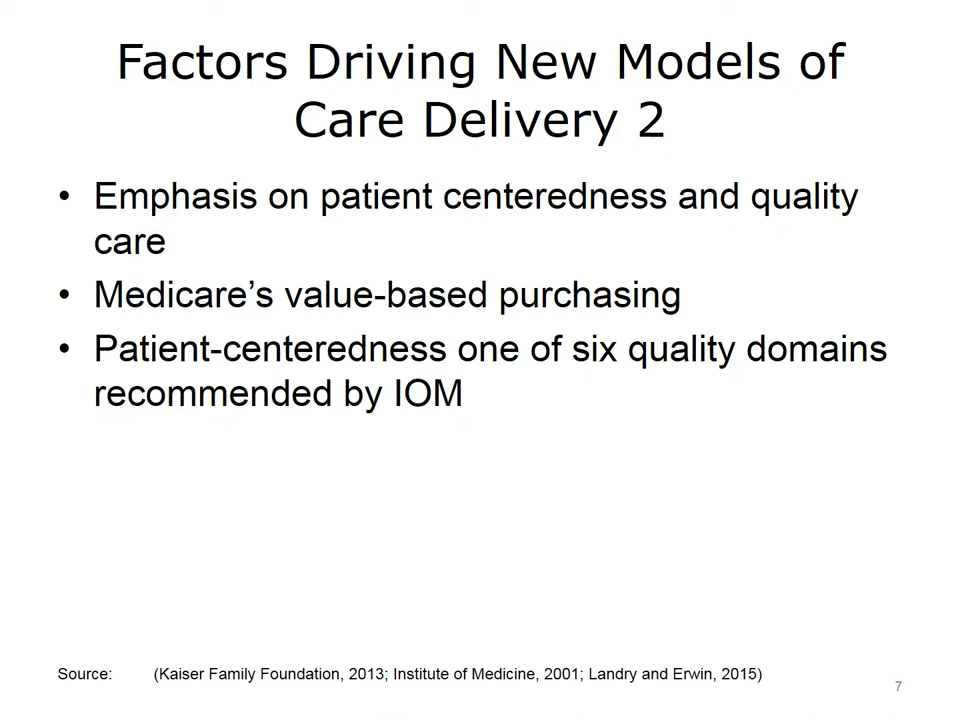 Factors Driving New Models of
Care Delivery 2
• Emphasis on patient centeredness and quality
care
• Medicare’s value-based purchasing
• Patient-centeredness one of six quality domains
recommended by IOM
Source: (Kaiser Family Foundation, 2013; Institute of Medicine, 2001; Landry and Erwin, 2015)
7